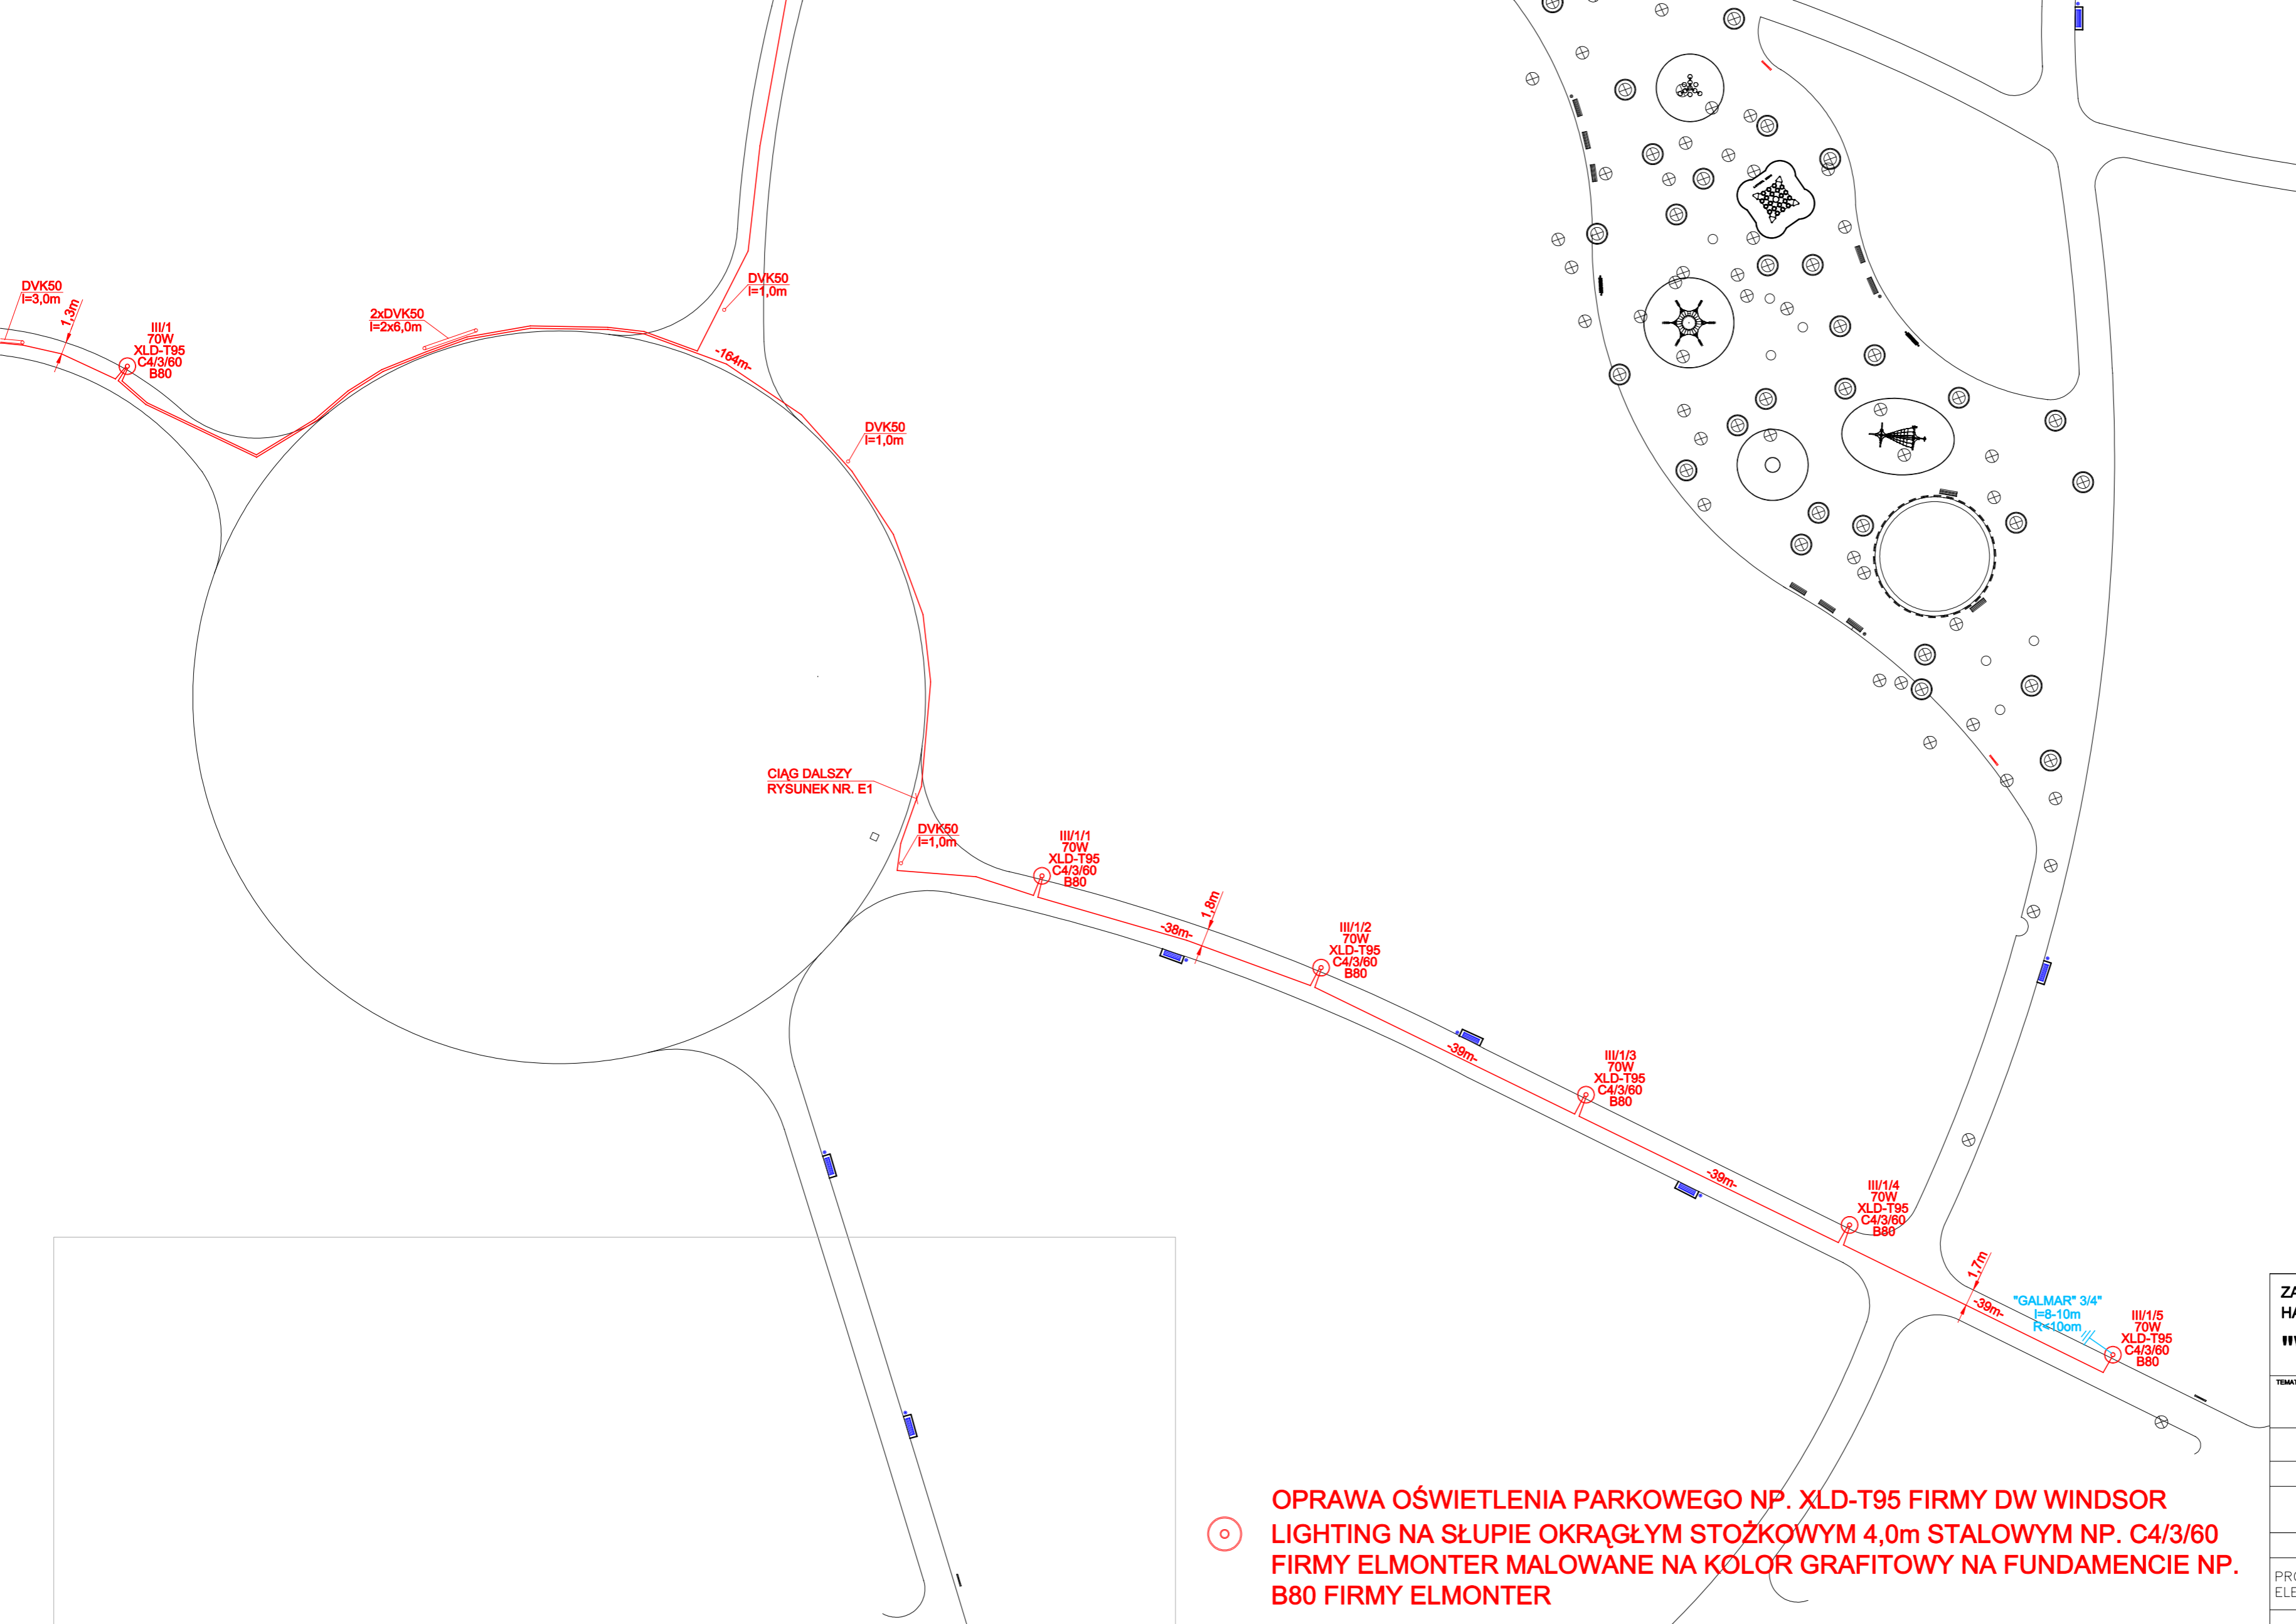 DVK50
l=3,0m
1,3m
III/1
70W
XLD-T95
C4/3/60
B80
2xDVK50
l=2x6,0m
DVK50
l=1,0m
-164m-
DVK50
l=1,0m
CIĄG DALSZY
RYSUNEK NR. E1
DVK50
l=1,0m
III/1/1
70W
XLD-T95
C4/3/60
B80
-38m-
1,8m
III/1/2
70W
XLD-T95
C4/3/60
B80
-39m-
III/1/3
70W
XLD-T95
C4/3/60
B80
-39m-
III/1/4
70W
XLD-T95
C4/3/60
B80
1,7m
-39m-
"GALMAR" 3/4"
l=8-10m
R<10om
III/1/5
70W
XLD-T95
C4/3/60
B80
OPRAWA OŚWIETLENIA PARKOWEGO NP. XLD-T95 FIRMY DW WINDSOR
LIGHTING NA SŁUPIE OKRĄGŁYM STOŻKOWYM 4,0m STALOWYM NP. C4/3/60
FIRMY ELMONTER MALOWANE NA KOLOR GRAFITOWY NA FUNDAMENCIE NP.
B80 FIRMY ELMONTER
ZA
HA
TEMAT
PRO
ELE